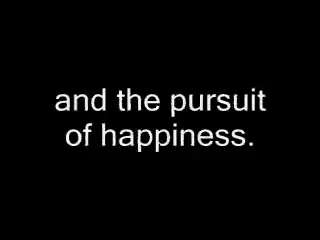 and the pursuit
of happiness.